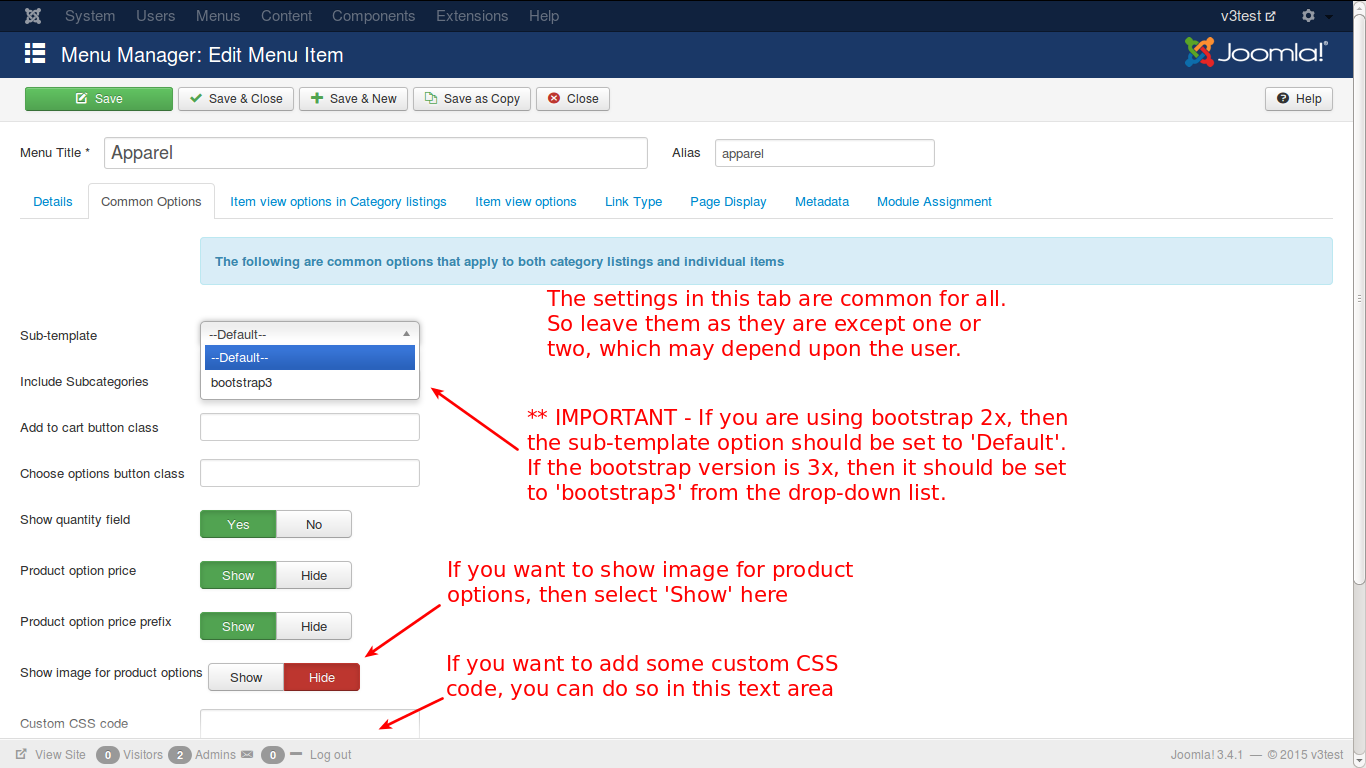 System Users Menus Content Components Extensions Help v3test
Menu Manager: Edit Menu Item Joomla!®
Save Save & Close Save & New Save as Copy Close Help
Menu Title * Apparel Alias apparel
Details Common Options Item view options in Category listings Item view options Link Type Page Display Metadata Module Assignment
The following are common options that apply to both category listings and individual items
The settings in this tab are common for all.
So leave them as they are except one or
two, which may depend upon the user.
Sub-template --Default--
--Default--
Include Subcategories bootstrap3
** IMPORTANT - If you are using bootstrap 2x, then
the sub-template option should be set to 'Default'.
If the bootstrap version is 3x, then it should be set
to 'bootstrap3' from the drop-down list.
Add to cart button class
Choose options button class
Show quantity field Yes No
Product option price Show Hide
If you want to show image for product
options, then select 'Show' here
Product option price prefix Show Hide
Show image for product options Show Hide
If you want to add some custom CSS
code, you can do so in this text area
Custom CSS code
View Site 0 Visitors 2 Admins 0 Log out Joomla! 3.4.1 — © 2015 v3test